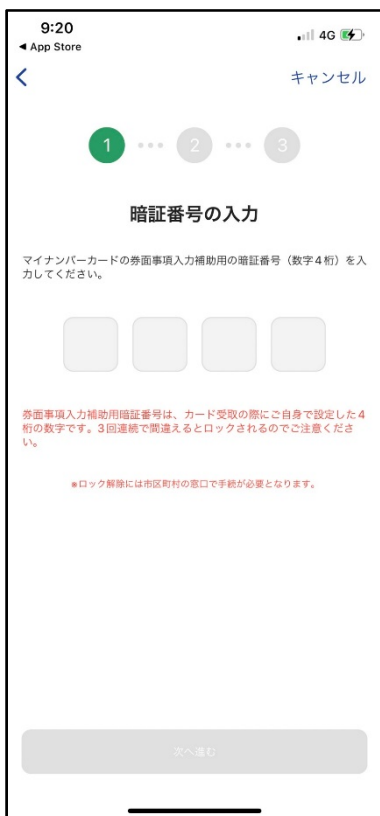 9:20
4G
◀ App Store
キャンセル
1 ... 2 ... 3
暗証番号の入力
マイナンバーカードの券面事項入力補助用の暗証番号（数字４桁）を入
力してください。
券面事項入力補助用暗証番号は、カード受取の際にご自身で設定した４
桁の数字です。３回連続で間違えるとロックされるのでご注意くださ
い。
※ロック解除には市区町村の窓口で手続が必要となります。
次へ進む